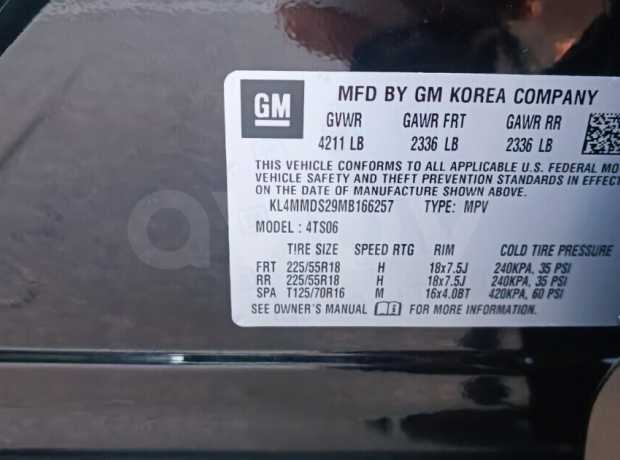 GM
MFD BY GM KOREA COMPANY
GVWR GAWR FRT GAWR RR
4211 LB 2336 LB 2336 LB
THIS VEHICLE CONFORMS TO ALL APPLICABLE U.S. FEDERAL MO
VEHICLE SAFETY AND THEFT PREVENTION STANDARDS IN EFFECT
ON THE DATE OF MANUFACTURE SHOWN ABOVE.
KL4MMDS29MB166257 TYPE: MPV
MODEL : 4TS06
TIRE SIZE SPEED RTG RIM COLD TIRE PRESSURE
FRT 225/55R18 H 18x7.5J 240KPA, 35 PSI
RR 225/55R18 H 18x7.5J 240KPA, 35 PSI
SPA T125/70R16 M 16x4.0BT 420KPA, 60 PSI
SEE OWNER'S MANUAL FOR MORE INFORMATION.